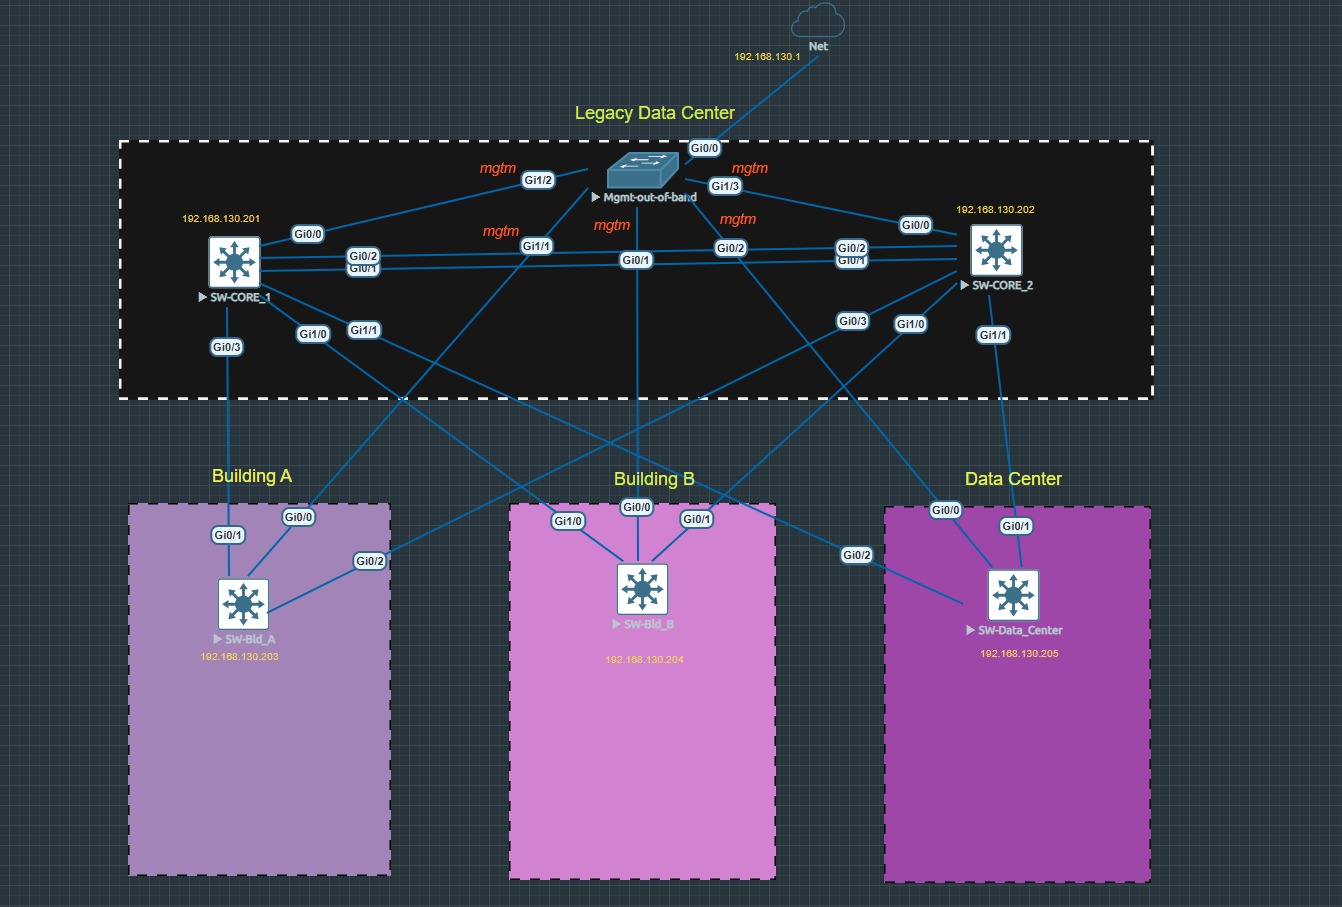 Net
192.168.130.1
Legacy Data Center
Gi0/0
mgtm
mgtm
Gi1/2
Gi1/3
Mgmt-out-of-band
192.168.130.201
192.168.130.202
mgtm
mgtm
mgtm
Gi0/0
Gi0/0
Gi1/1
Gi0/2
Gi0/2
Gi0/2
Gi0/1
Gi0/1
Gi0/1
SW-CORE_1
SW-CORE_2
Gi0/3
Gi1/0
Gi1/1
Gi0/3
Gi1/0
Gi1/1
Building A
Building B
Data Center
Gi0/1
Gi0/0
Gi0/2
Gi1/0
Gi0/0
Gi0/1
Gi0/2
Gi0/0
Gi0/1
SW-Bld_A
SW-Bld_B
SW-Data_Center
192.168.130.203
192.168.130.204
192.168.130.205